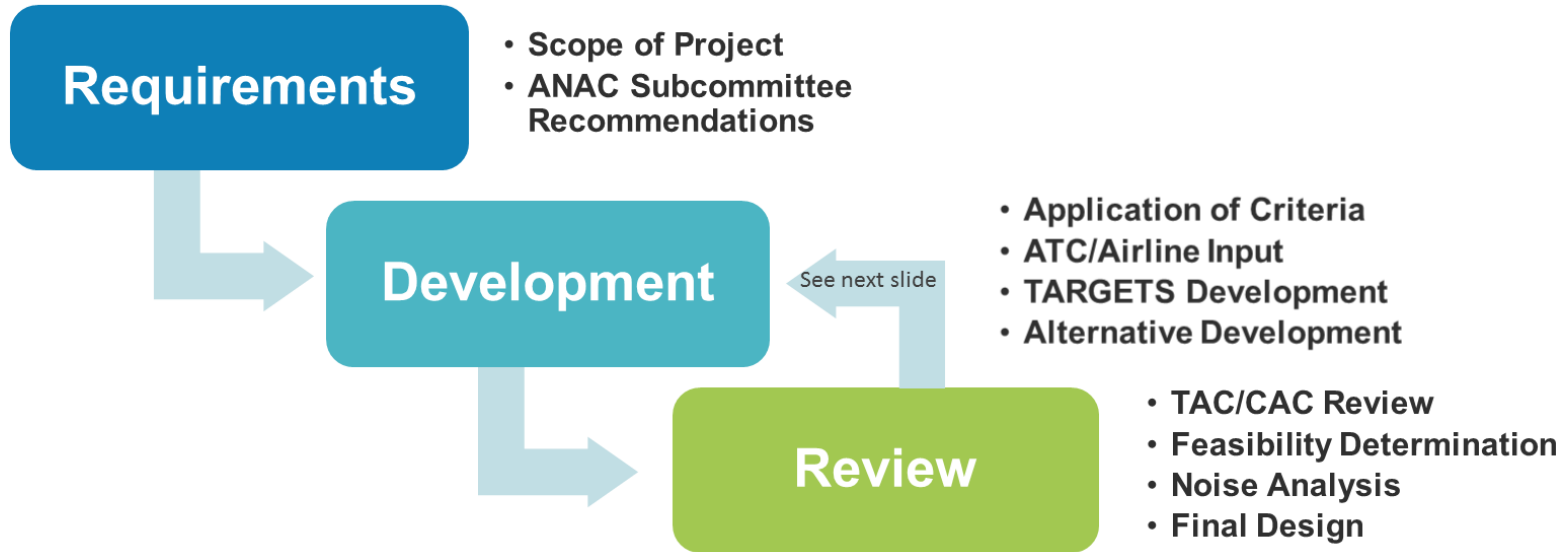 Requirements
• Scope of Project
• ANAC Subcommittee
Recommendations
Development
See next slide
• Application of Criteria
• ATC/Airline Input
• TARGETS Development
• Alternative Development
Review
• TAC/CAC Review
• Feasibility Determination
• Noise Analysis
• Final Design